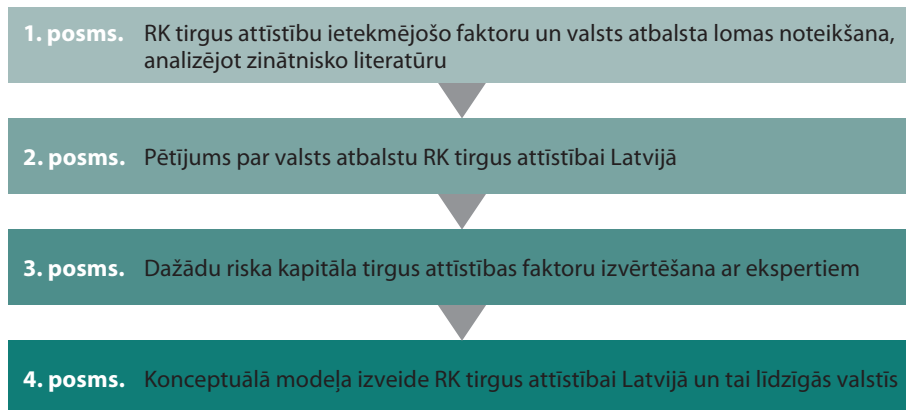 1. posms. RK tirgus attīstību ietekmējošo faktoru un valsts atbalsta lomas noteikšana,
analizējot zinātnisko literatūru
2. posms. Pētījums par valsts atbalstu RK tirgus attīstībai Latvijā
3. posms. Dažādu riska kapitāla tirgus attīstības faktoru izvērtēšana ar ekspertiem
4. posms. Konceptuālā modeļa izveide RK tirgus attīstībai Latvijā un tai līdzīgās valstīs